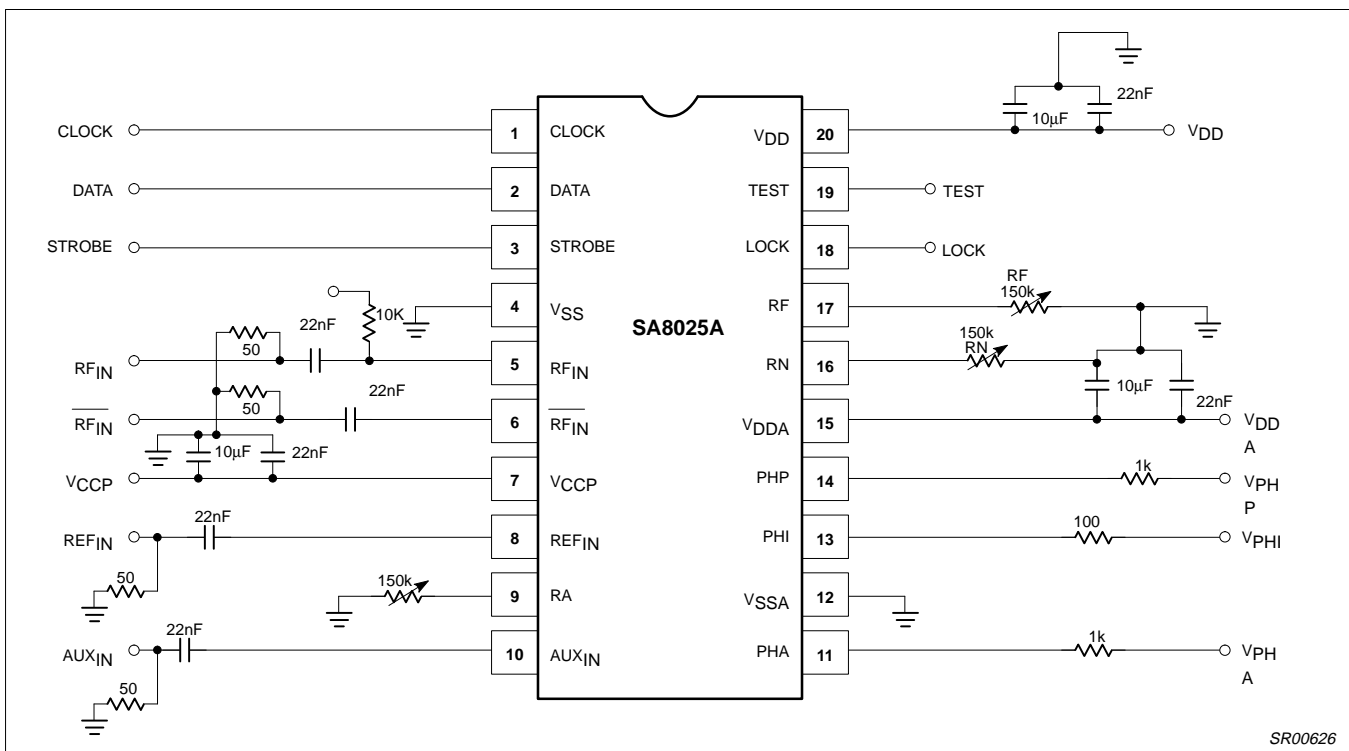 22nF
10µF
CLOCK
1
CLOCK
VDD
20
VDD
DATA
2
DATA
TEST
19
TEST
STROBE
3
STROBE
LOCK
18
LOCK
RF
150k
4
VSS
RF
17
SA8025A
22nF
10K
50
150k
RN
RFIN
5
RFIN
RN
16
22nF
50
10µF
22nF
RFIN
6
RFIN
VDDA
15
VDD
A
10µF
22nF
1k
VCCP
7
VCCP
PHP
14
VPH
P
22nF
100
REFIN
8
REFIN
PHI
13
VPHI
50
150k
9
RA
VSSA
12
22nF
1k
AUXIN
10
AUXIN
PHA
11
VPH
A
50
SR00626